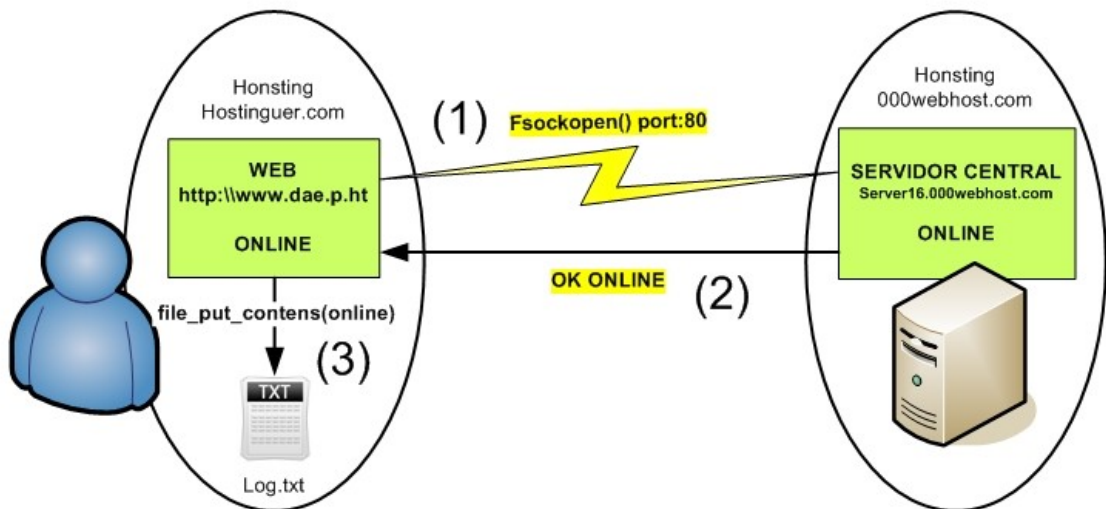 Honsting
Hostinguer.com
(1)
Fsockopen() port:80
Honsting
000webhost.com
WEB
http:\\www.dae.p.ht
ONLINE
SERVIDOR CENTRAL
Server16.000webhost.com
ONLINE
OK ONLINE
(2)
file_put_contens(online)
(3)
TXT
Log.txt